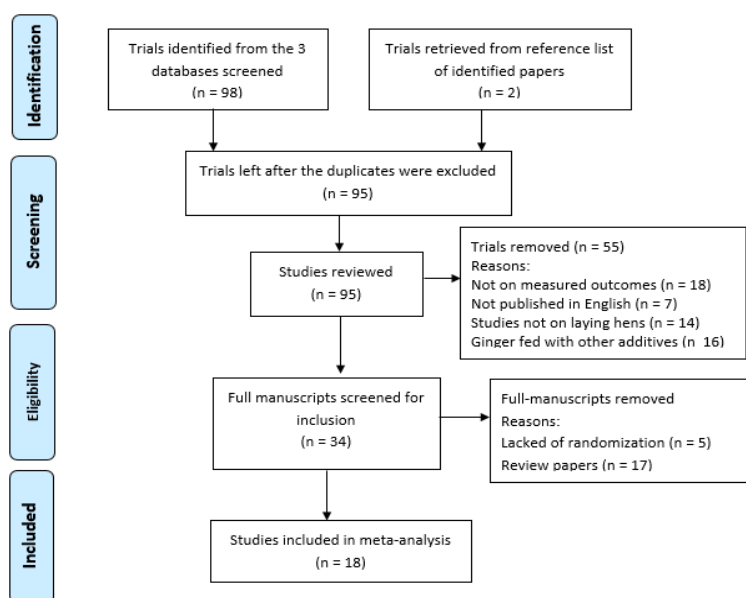 Identification
Trials identified from the 3
databases screened
(n = 98)
Trials retrieved from reference list
of identified papers
(n = 2)
Screening
Trials left after the duplicates were excluded
(n = 95)
Studies reviewed
(n = 95)
Trials removed (n = 55)
Reasons:
Not on measured outcomes (n = 18)
Not published in English (n = 7)
Studies not on laying hens (n = 14)
Ginger fed with other additives (n 16)
Eligibility
Full manuscripts screened for
inclusion
(n = 34)
Full-manuscripts removed
Reasons:
Lacked of randomization (n = 5)
Review papers (n = 17)
Included
Studies included in meta-analysis
(n = 18)